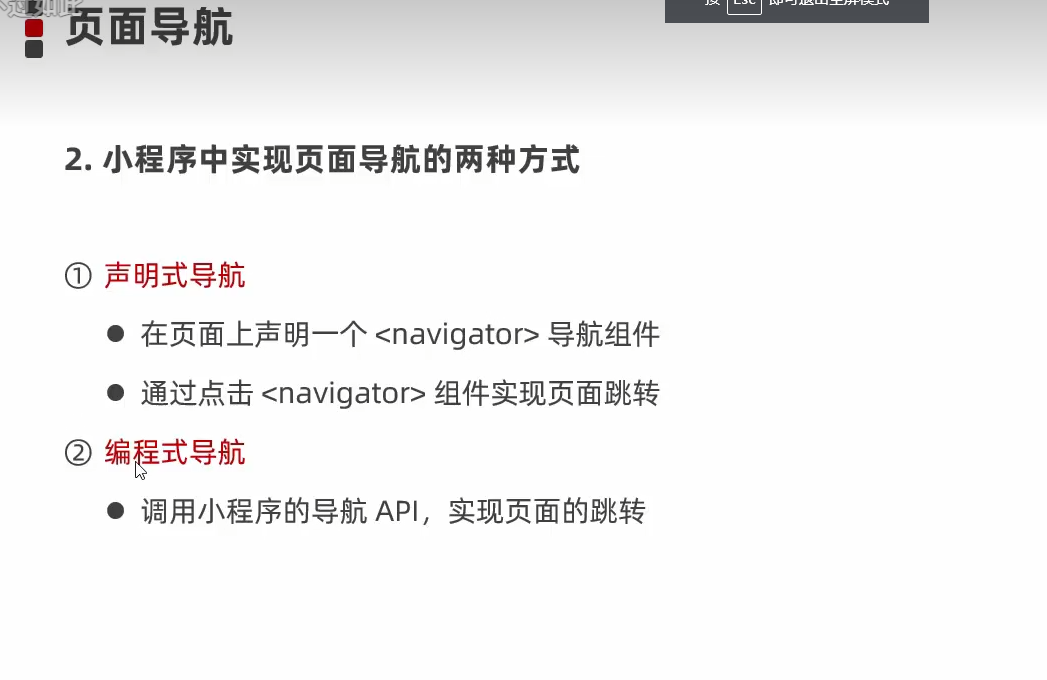 页面导航
按 Esc 即可退出全屏模式
2. 小程序中实现页面导航的两种方式
① 声明式导航
● 在页面上声明一个 <navigator> 导航组件
● 通过点击 <navigator> 组件实现页面跳转
② 编程式导航
● 调用小程序的导航 API，实现页面的跳转